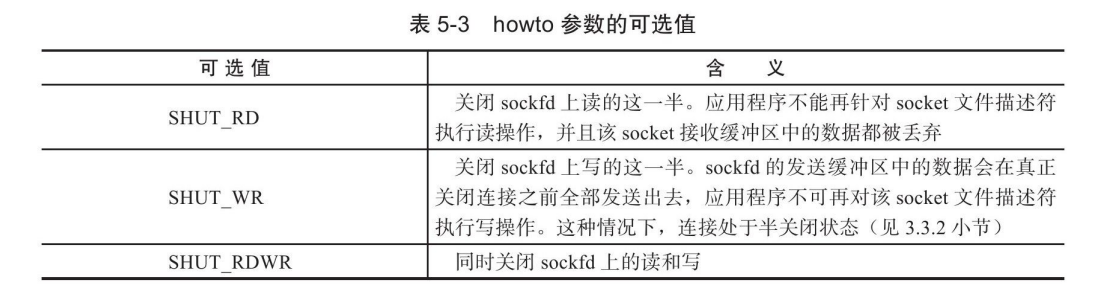 表 5-3 howto 参数的可选值
可 选 值 含 义
SHUT_RD
关闭 sockfd 上读的这一半。应用程序不能再针对 socket 文件描述符
执行读操作，并且该 socket 接收缓冲区中的数据都被丢弃
SHUT_WR
关闭 sockfd 上写的这一半。sockfd 的发送缓冲区中的数据会在真正
关闭连接之前全部发送出去，应用程序不可再对该 socket 文件描述符
执行写操作。这种情况下，连接处于半关闭状态（见 3.3.2 小节）
SHUT_RDWR 同时关闭 sockfd 上的读和写